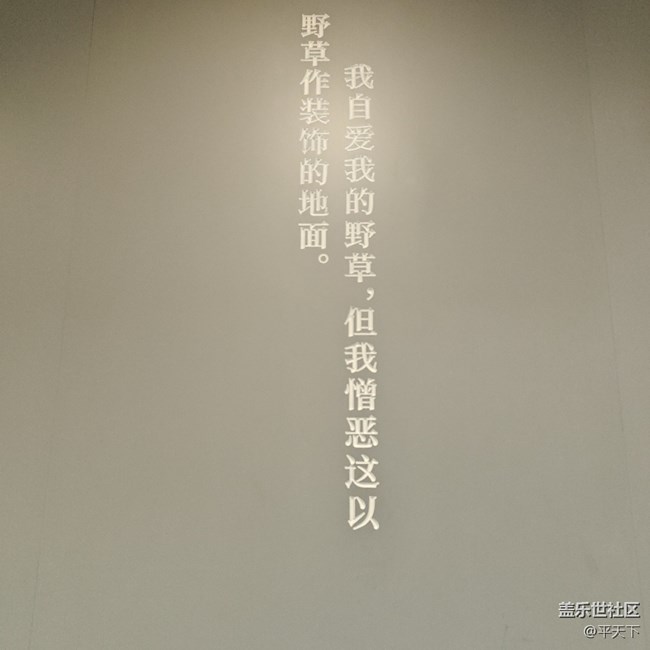 我自爱我的野草，但我憎恶这以
野草作装饰的地面。
盖乐世社区
@平天下